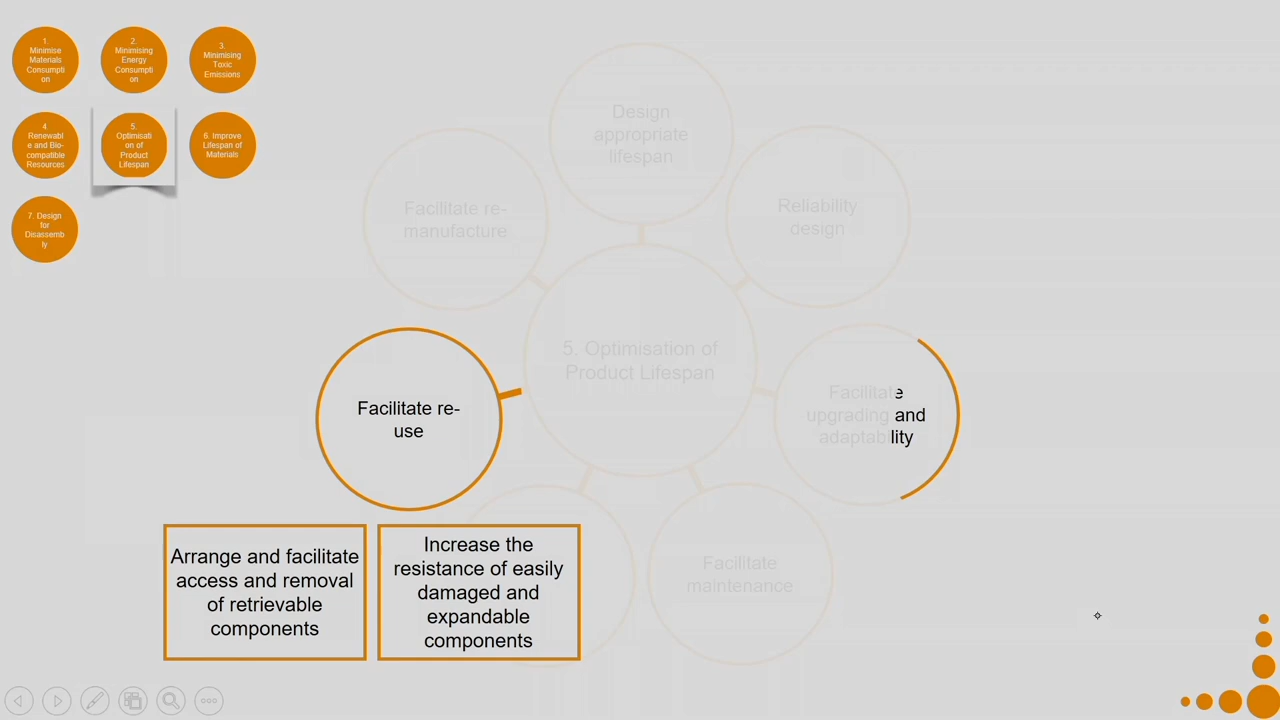 1.
Minimise
Materials
Consumpti
on
2.
Minimising
Energy
Consumpti
on
3.
Minimising
Toxic
Emissions
4
Renewabl
e and Bio-
compatible
Resources
5.
Optimisati
on of
Product
Lifespan
6. Improve
Lifespan of
Materials
7. Design
for
Disassemb
ly
Design
appropriate
lifespan
Facilitate re-
manufacture
Reliability
design
5. Optimisation of
Product Lifespan
Facilitate re-
use
Facilitate
upgrading and
adaptability
Facilitate
maintenance
Arrange and facilitate
access and removal
of retrievable
components
Increase the
resistance of easily
damaged and
expandable
components